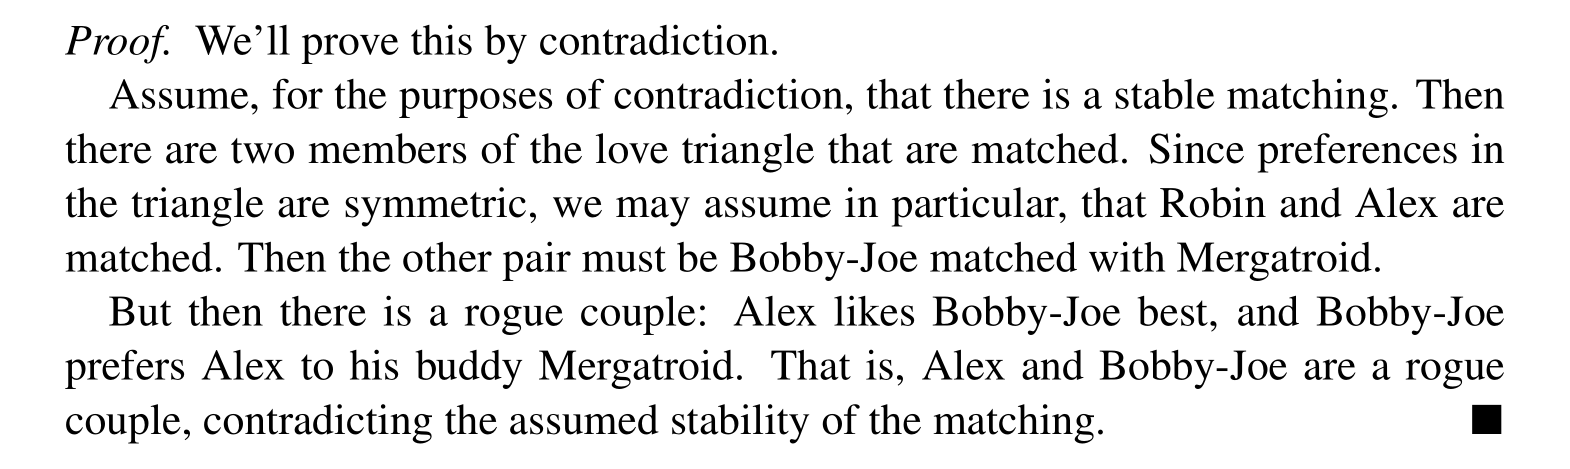 Proof. We’ll prove this by contradiction.
Assume, for the purposes of contradiction, that there is a stable matching. Then
there are two members of the love triangle that are matched. Since preferences in
the triangle are symmetric, we may assume in particular, that Robin and Alex are
matched. Then the other pair must be Bobby-Joe matched with Mergatroid.
But then there is a rogue couple: Alex likes Bobby-Joe best, and Bobby-Joe
prefers Alex to his buddy Mergatroid. That is, Alex and Bobby-Joe are a rogue
couple, contradicting the assumed stability of the matching. ■